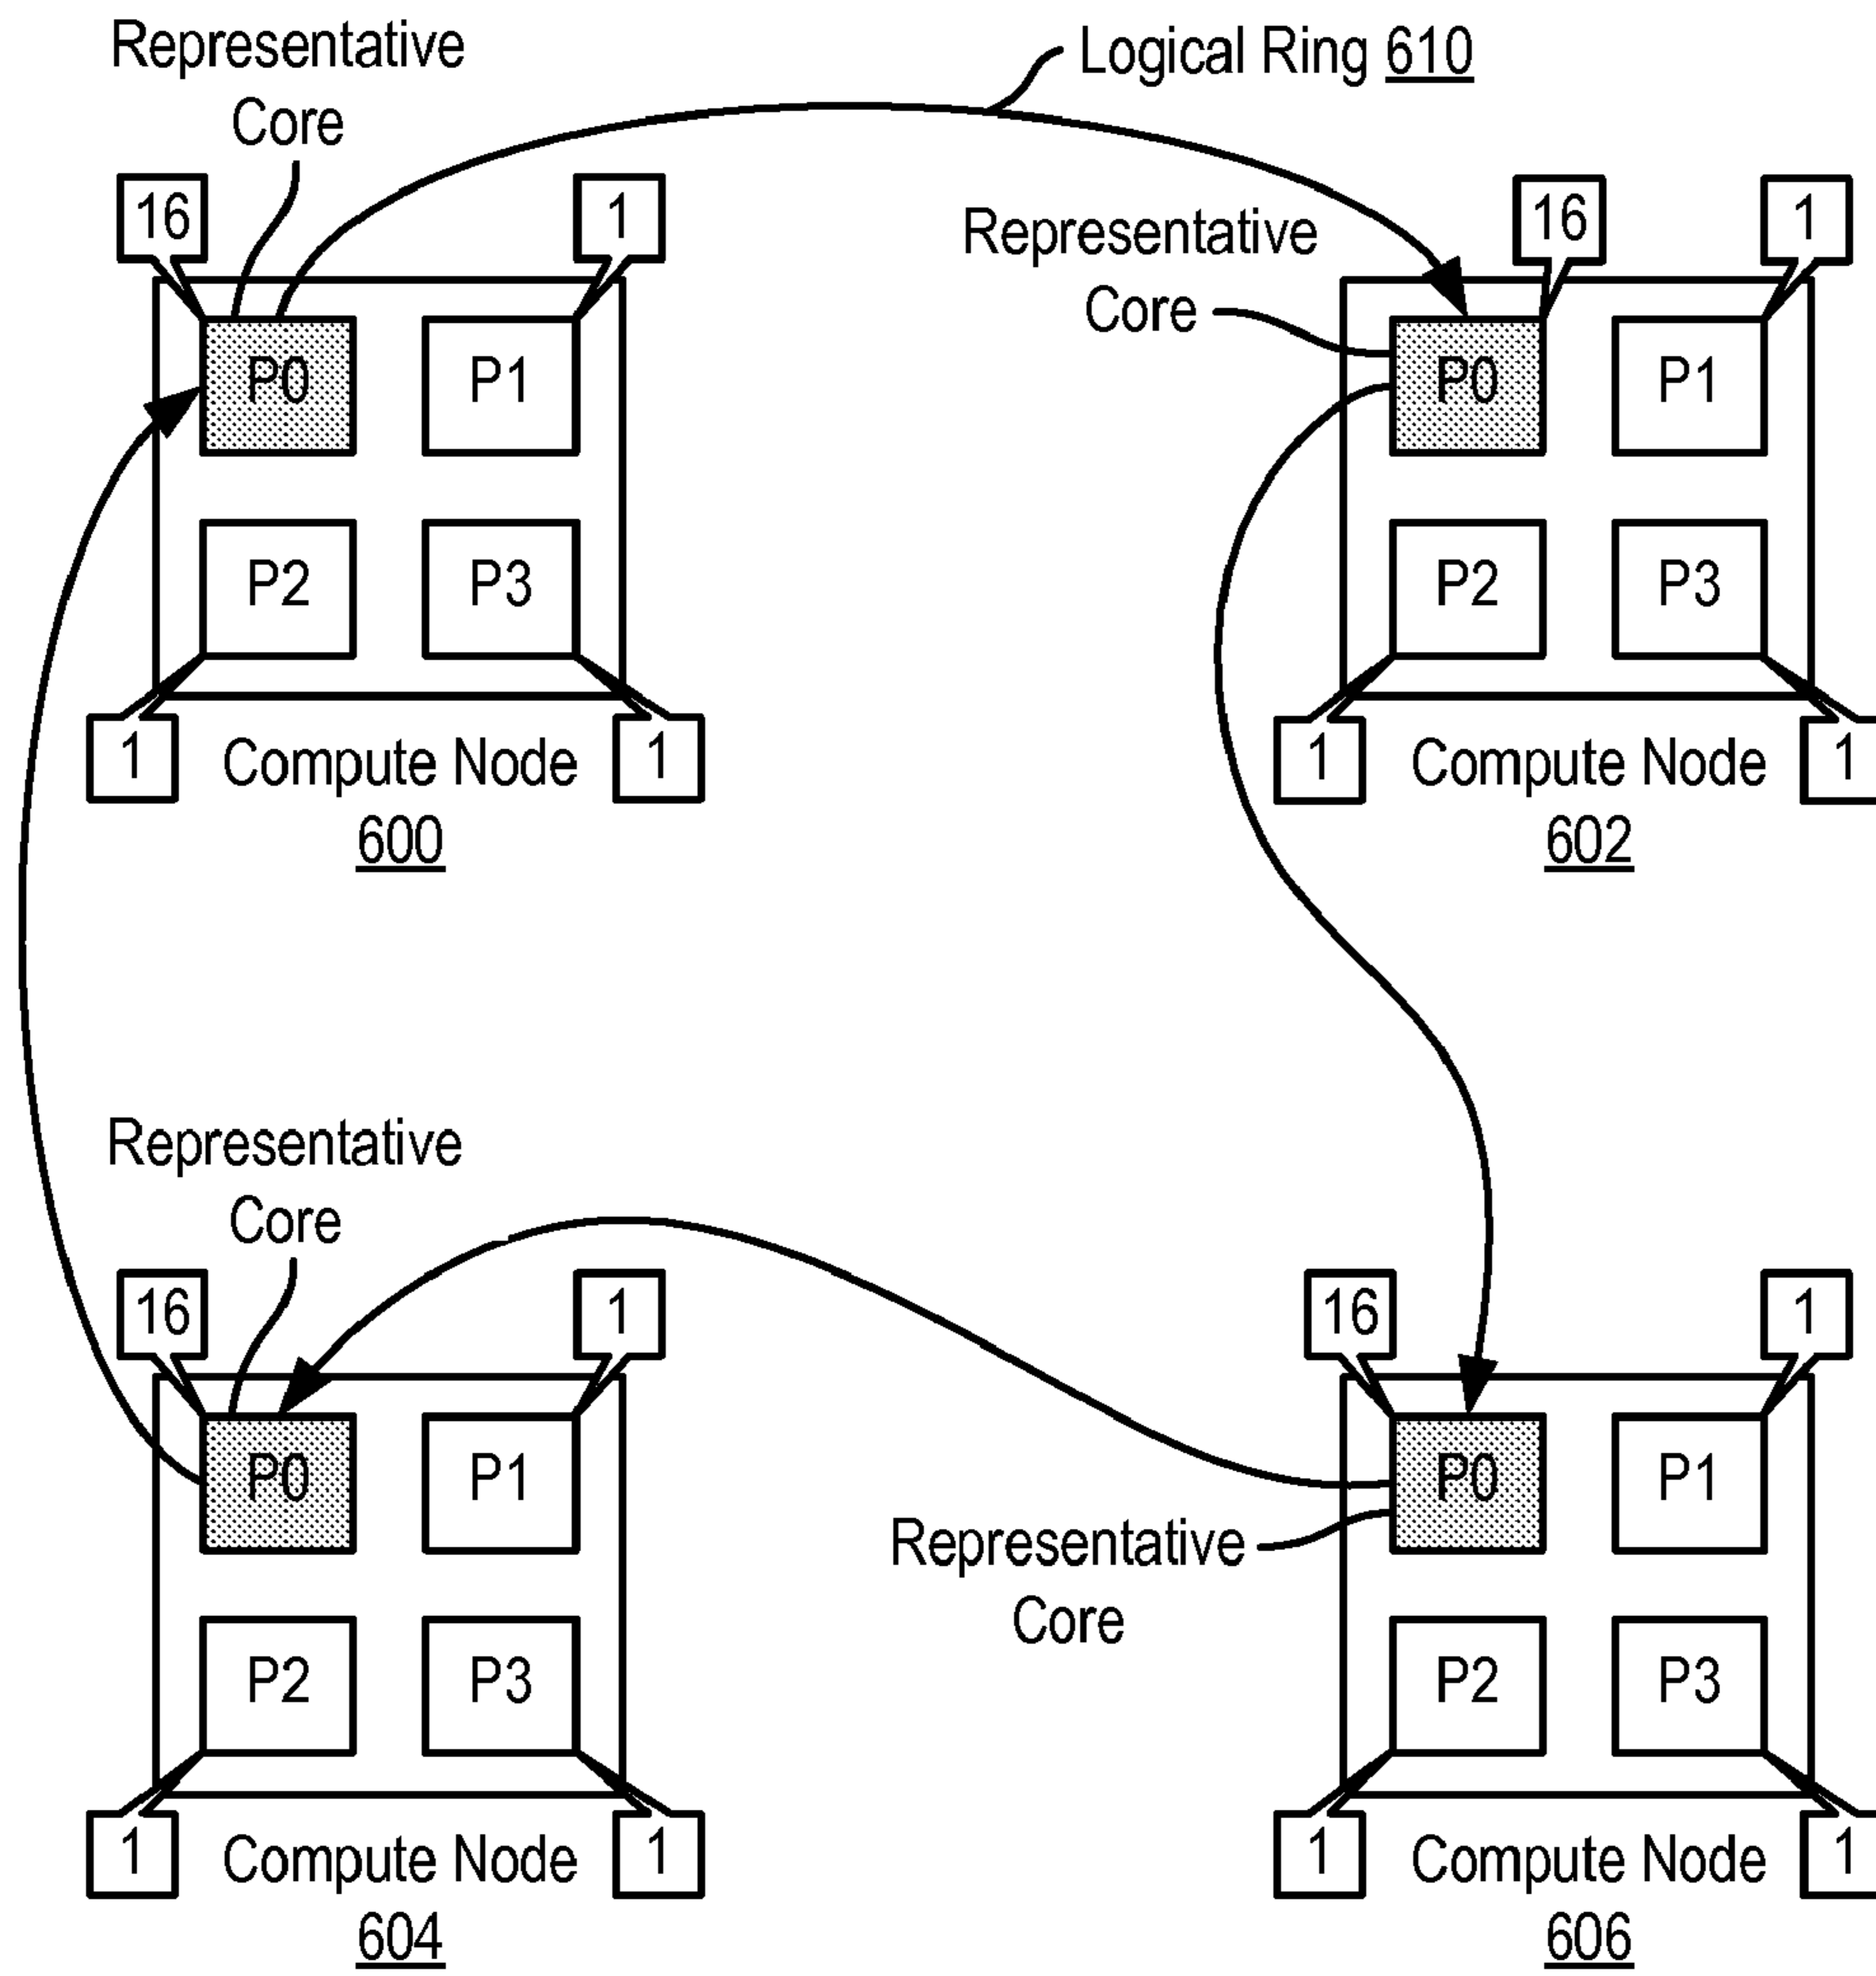 Representative
Core
Logical Ring 610
16
1
Representative
Core
16
1
P0
P1
P0
P1
P2
P3
P2
P3
1
Compute Node
600
1
1
Compute Node
602
1
Representative
Core
16
1
16
1
P0
P1
P0
P1
Representative
Core
P2
P3
P2
P3
1
Compute Node
604
1
1
Compute Node
606
1